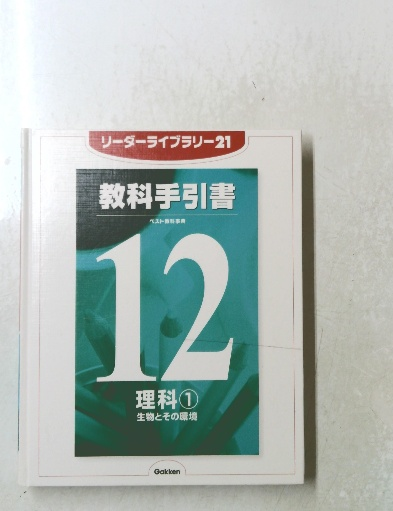 リーダーライブラリー21
教科手引書
ベスト教科事典
12
理科①
生物とその環境
Gakken